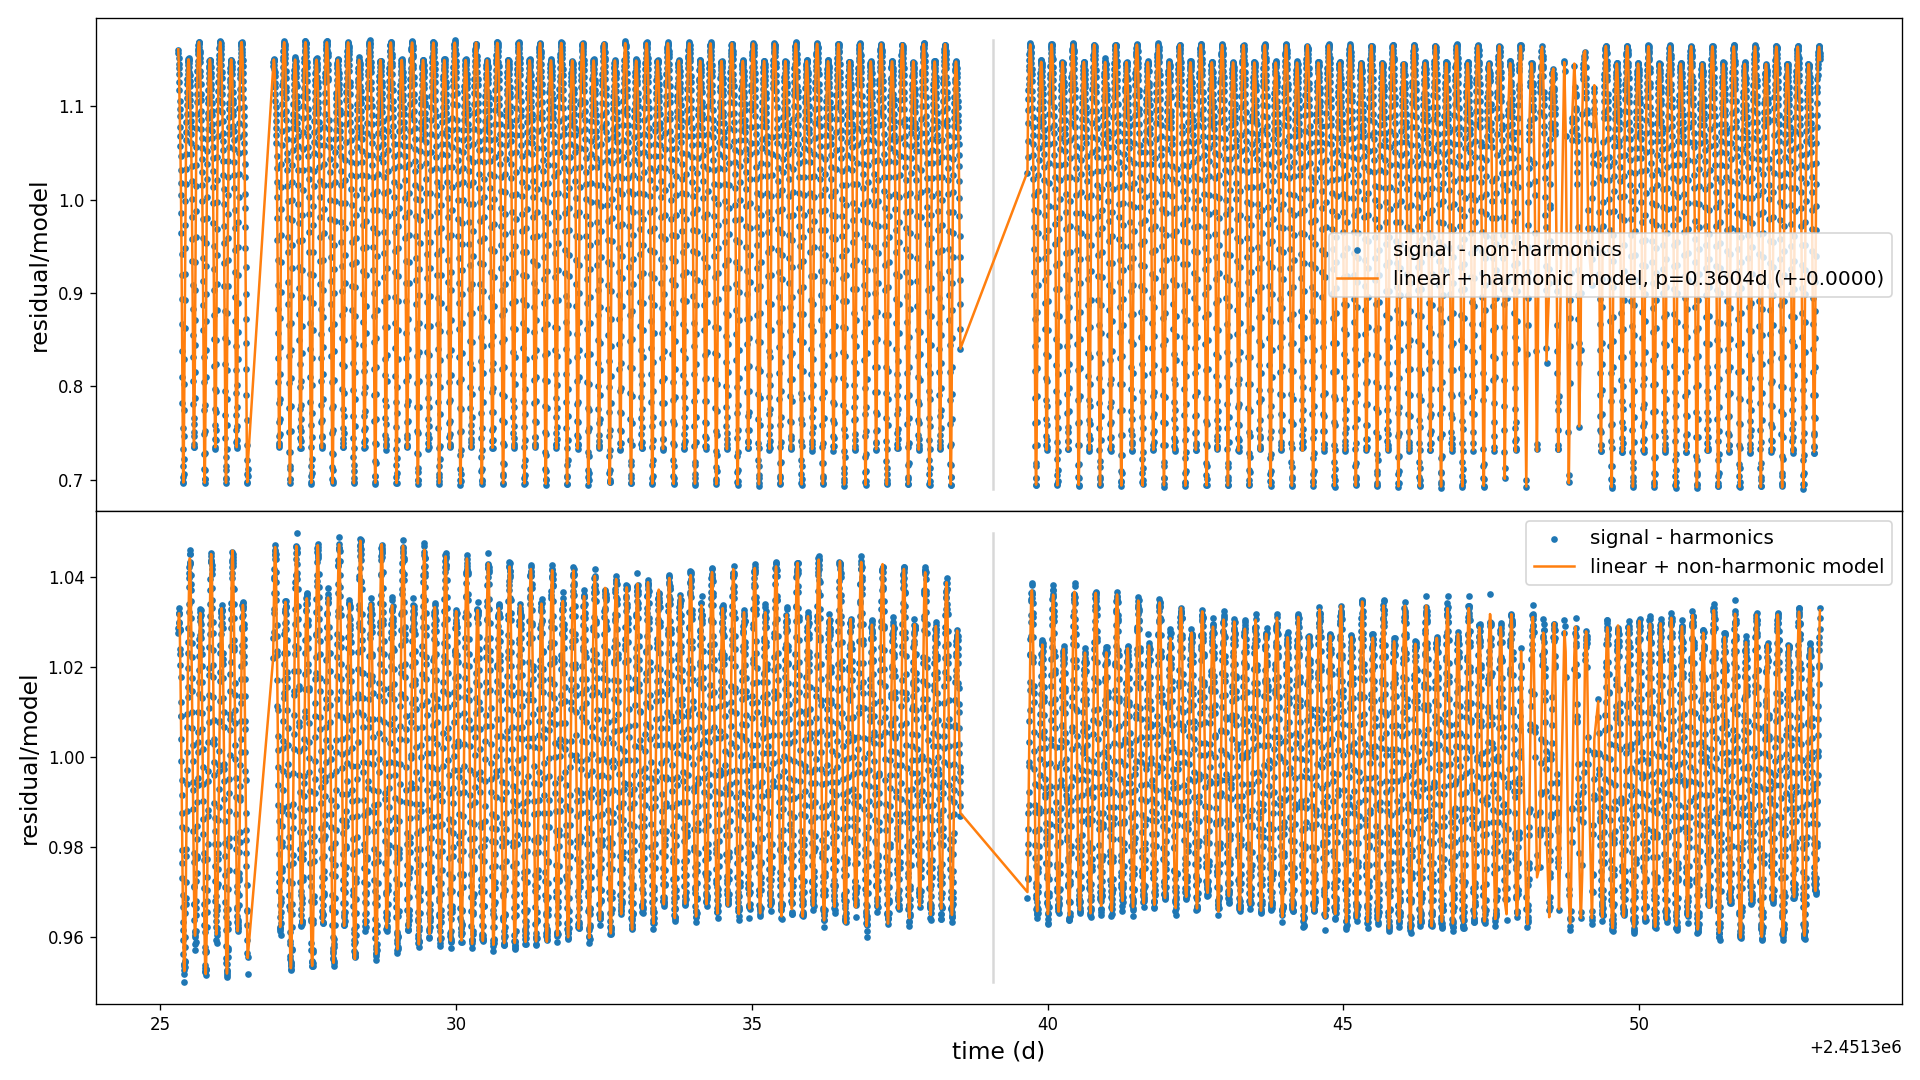 residual/model
1.1
1.0
0.9
0.8
0.7
signal - non-harmonics
linear + harmonic model, p=0.3604d (+-0.0000)
residual/model
1.04
1.02
1.00
0.98
0.96
signal - harmonics
linear + non-harmonic model
25
30
35
40
45
50
time (d)
+2.4513e6